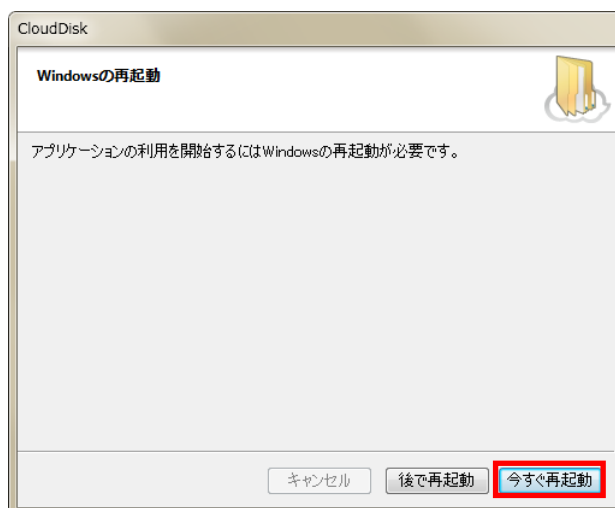 CloudDisk
Windowsの再起動
アプリケーションの利用を開始するにはWindowsの再起動が必要です。
キャンセル 後で再起動 今すぐ再起動